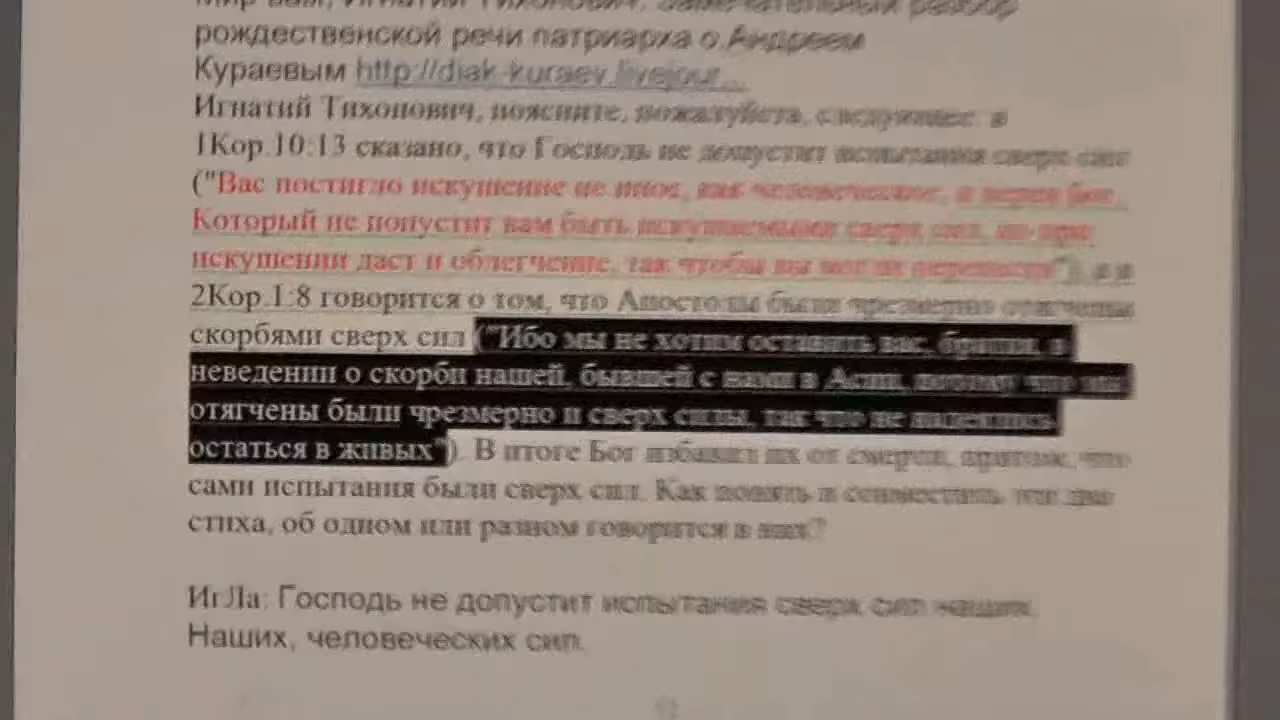 Мир вам, Игнатий Тихонович. Замечательный разбор
рождественской речи патриарха о.Андреем
Кураевым http://diak-kuraev.livejour...
Игнатий Тихонович, поясните, пожалуйста, следующее: в
1Кор.10:13 сказано, что Господь не допустит испытания сверх сил
("Вас постигло искушение не иное, как человеческое; и верен Бог,
Который не попустит вам быть искушаемыми сверх сил, но при
искушении даст и облегчение, так чтобы вы могли перенести"), а в
2Кор.1:8 говорится о том, что Апостолы были чрезмерно отягчены
скорбями сверх сил ("Ибо мы не хотим оставить вас, братия, в
неведении о скорби нашей, бывшей с нами в Асии, потому что мы
отягчены были чрезмерно и сверх силы, так что не надеялись
остаться в живых"). В итоге Бог избавил их от смерти, притом, что
сами испытания были сверх сил. Как понять и совместить эти два
стиха, об одном или разном говорится в них?
ИгЛа: Господь не допустит испытания сверх сил наших.
Наших, человеческих сил.